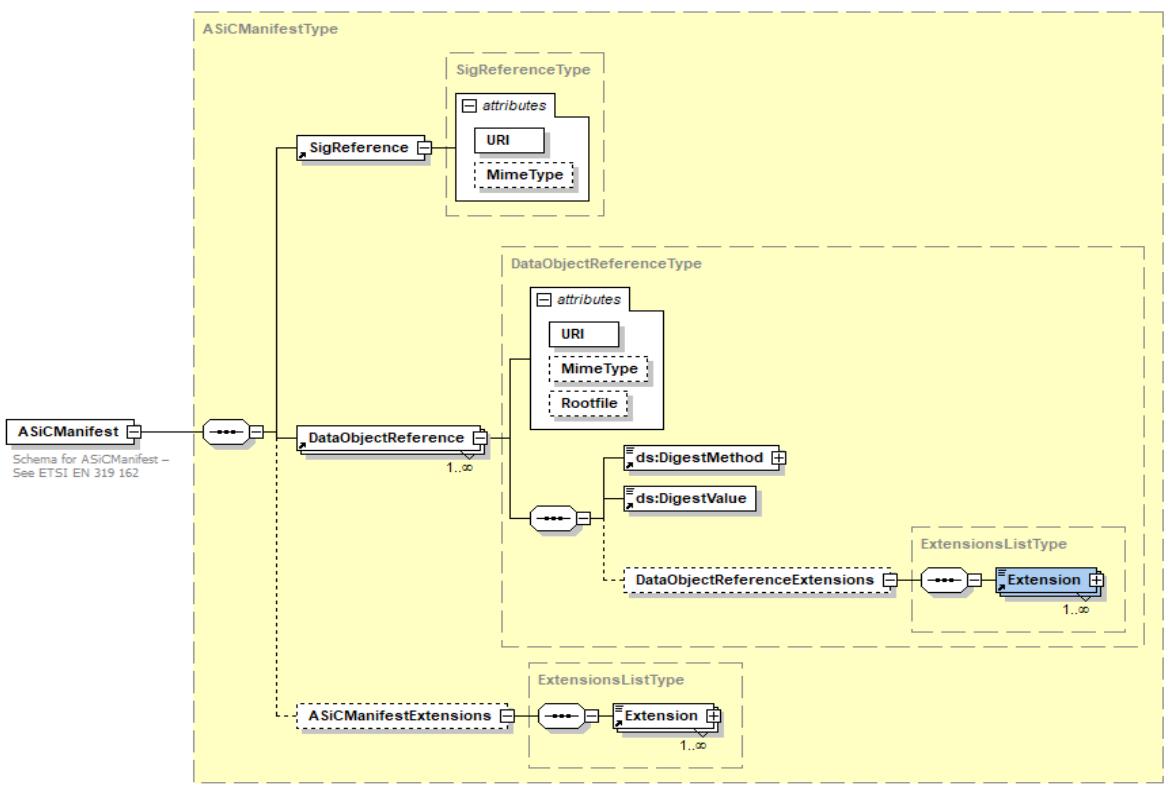 ASiCManifestType
SigReferenceType
attributes
URI
MimeType
SigReference
DataObjectReferenceType
attributes
URI
MimeType
Rootfile
ASiCManifest
Schema for ASiCManifest –
See ETSI EN 319 162
DataObjectReference
1..∞
ds:DigestMethod
ds:DigestValue
ExtensionsListType
DataObjectReferenceExtensions
Extension
1..∞
ExtensionsListType
ASiCManifestExtensions
Extension
1..∞